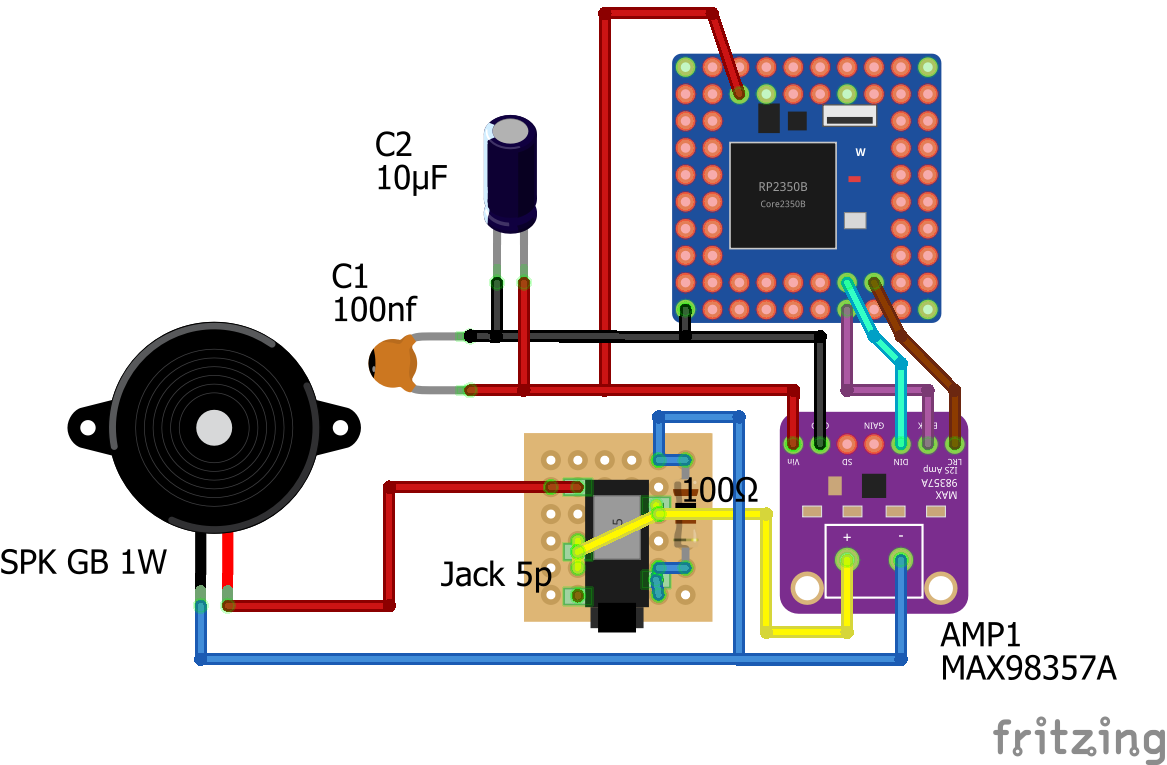 C2
10µF
C1
100nf
W
RP2350B
Core2350B
GAIN
Vin
SD
DIN
LRC
I2S Amp
98357A
MAX
100Ω
5
+
-
SPK GB 1W
Jack 5p
AMP1
MAX98357A
fritzing